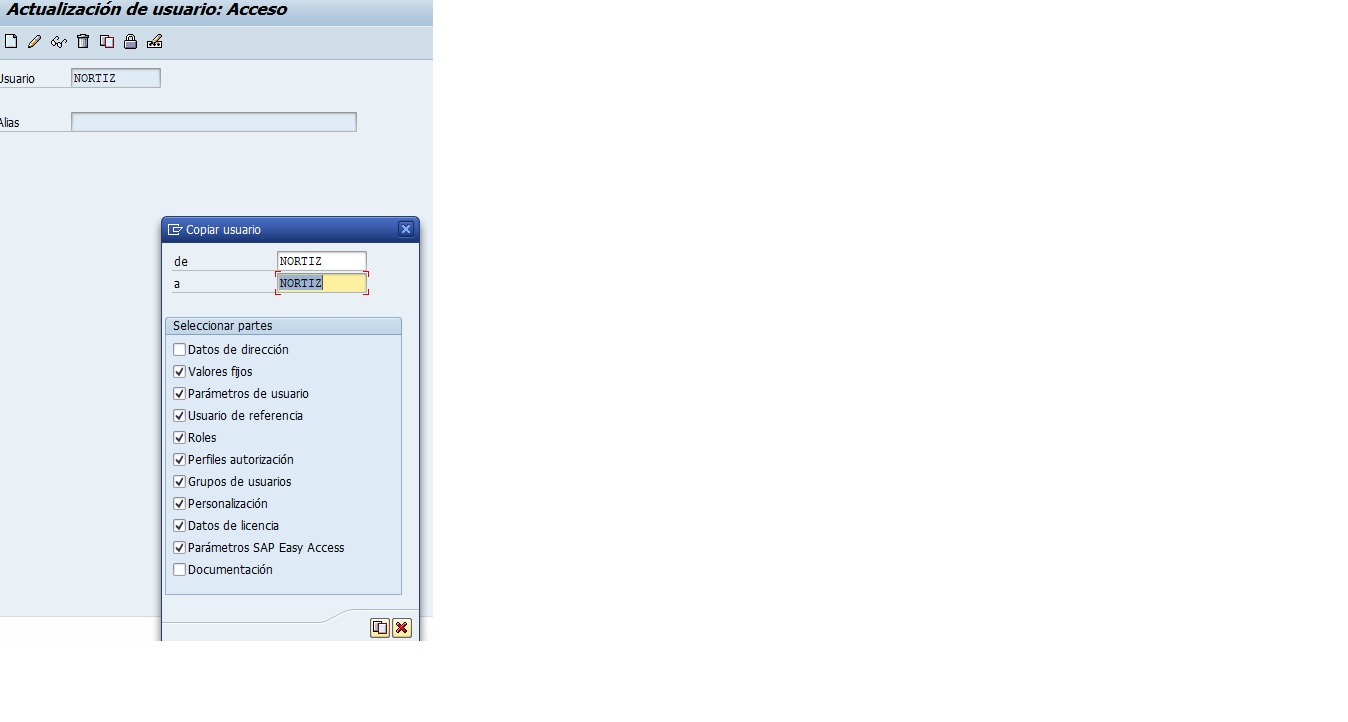 Actualización de usuario: Acceso
Usuario NORTIZ
Alias
Copiar usuario
de NORTIZ
a NORTIZ
Seleccionar partes
Datos de dirección
Valores fijos
Parámetros de usuario
Usuario de referencia
Roles
Perfiles autorización
Grupos de usuarios
Personalización
Datos de licencia
Parámetros SAP Easy Access
Documentación